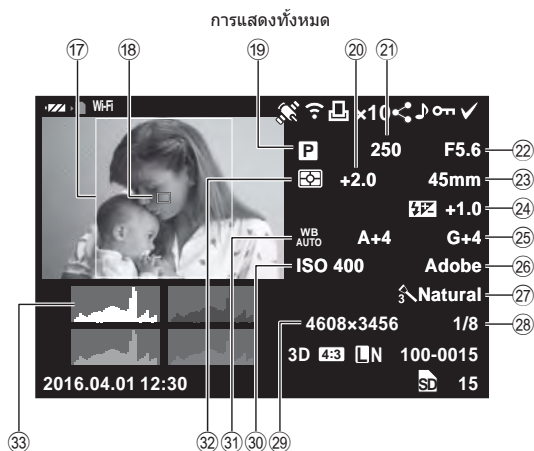 การแสดงทั้งหมด
⑰ ⑱ ⑲ ⑳ ㉑
Wi-Fi ×10
P 250 F5.6 ㉒
+2.0 45mm ㉓
+1.0 ㉔
WB AUTO A+4 G+4 ㉕
ISO 400 Adobe ㉖
3 Natural ㉗
4608×3456 1/8 ㉘
3D 4:3 L N 100-0015
2016.04.01 12:30 SD 15
㉝ ㉜ ㉛ ㉚ ㉙